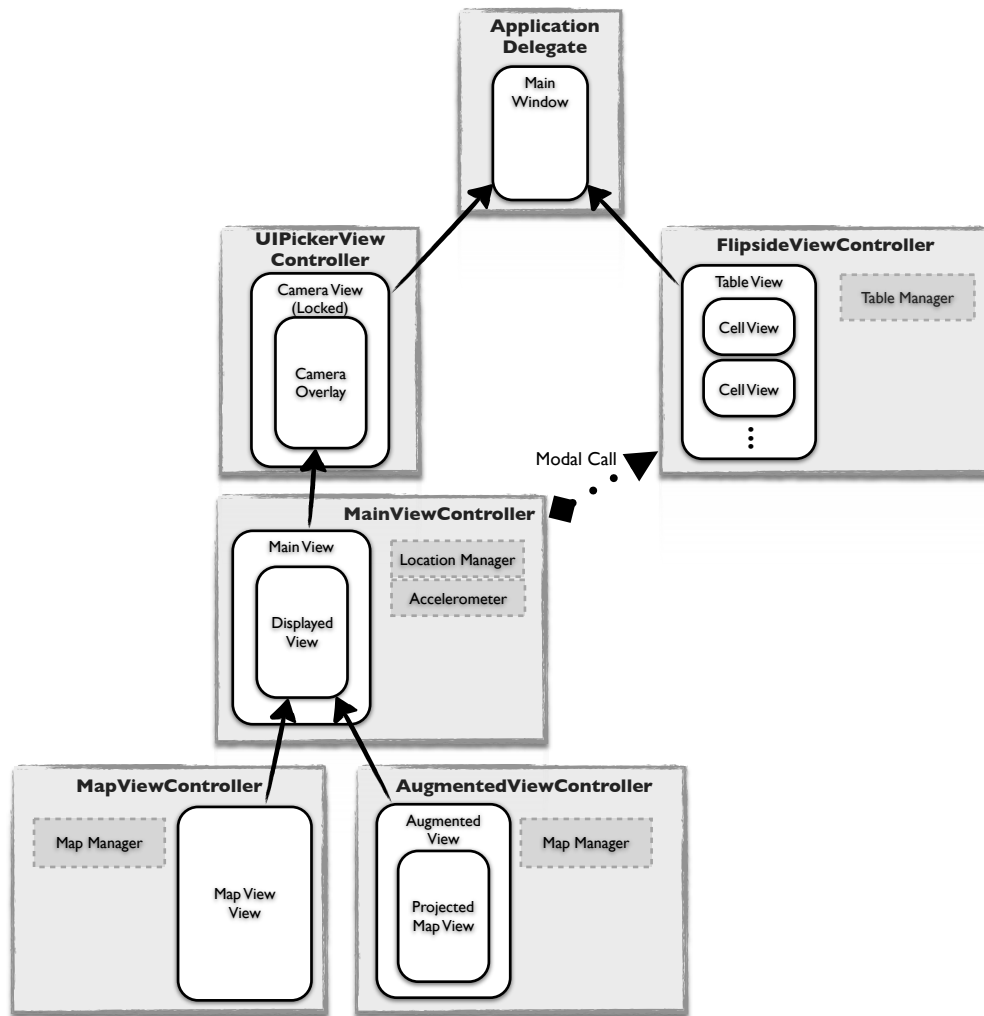 Application
Delegate
Main
Window
UIPickerView
Controller
Camera View
(Locked)
Camera
Overlay
FlipsideViewController
Table View
Table Manager
Cell View
Cell View
Modal Call
MainViewController
Main View
Location Manager
Accelerometer
Displayed
View
MapViewController
Map Manager
Map View
View
AugmentedViewController
Augmented
View
Map Manager
Projected
Map View